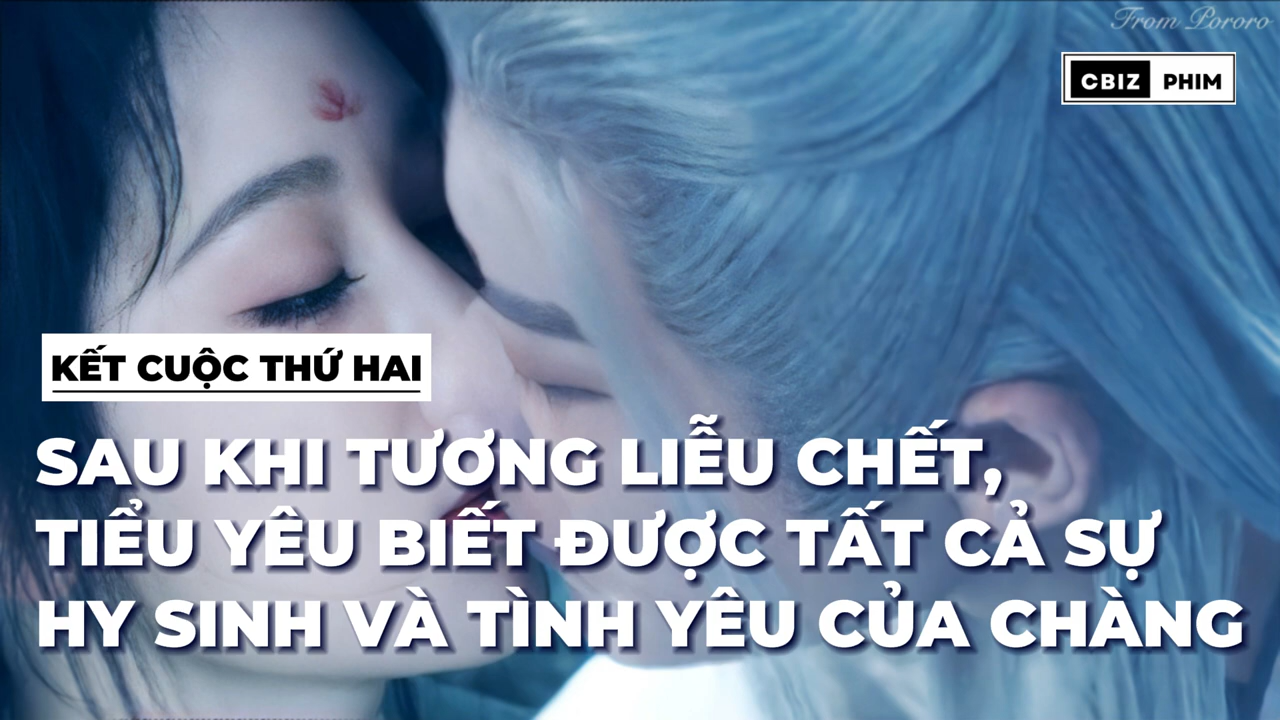 From Pororo
CBIZ PHIM
KẾT CUỘC THỨ HAI
SAU KHI TƯƠNG LIỄU CHẾT,
TIỂU YÊU BIẾT ĐƯỢC TẤT CẢ SỰ
HY SINH VÀ TÌNH YÊU CỦA CHÀNG